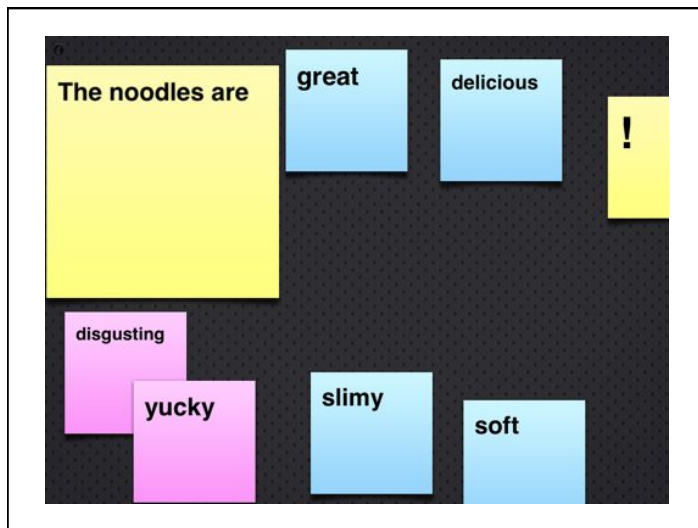 The noodles are
great
delicious
!
disgusting
yucky
slimy
soft